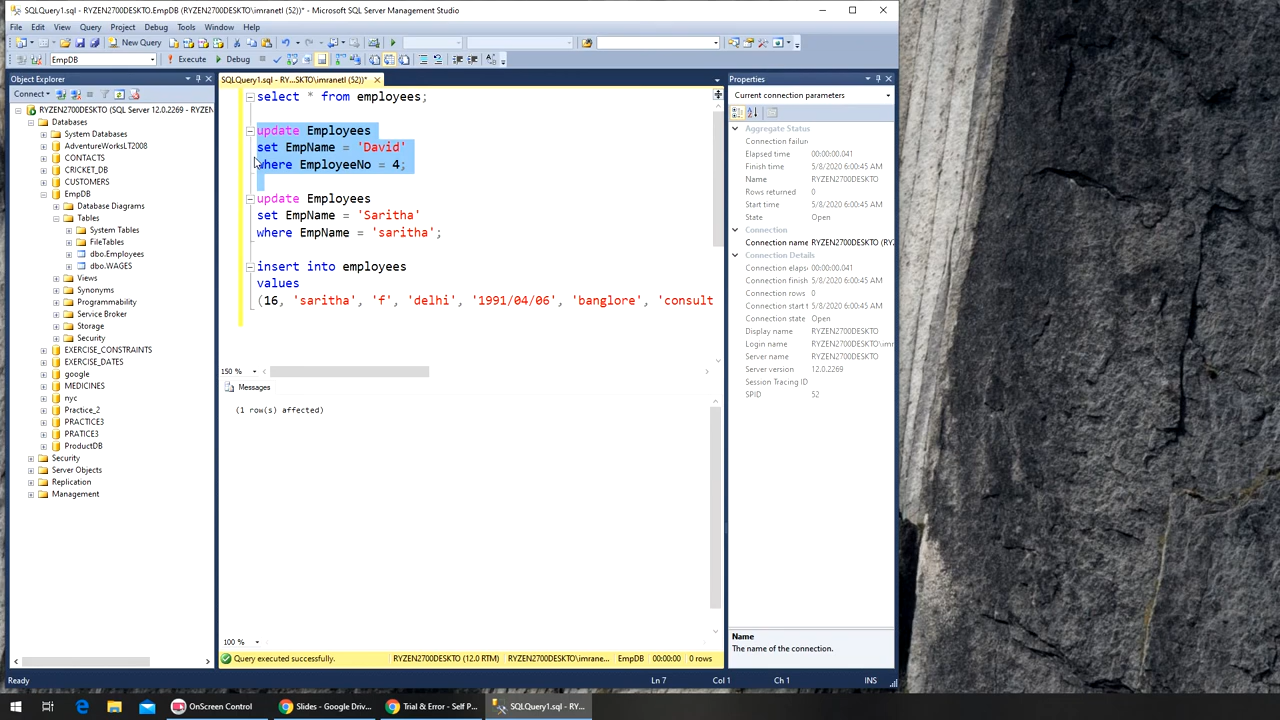 SQLQuery1.sql - RYZEN2700DESKTO.EmpDB (RYZEN2700DESKTO\imranetl (52))* - Microsoft SQL Server Management Studio
File Edit View Query Project Debug Tools Window Help
New Query
EmpDB
Execute
Debug
Object Explorer
Connect
RYZEN2700DESKTO (SQL Server 12.0.2269 - RYZEN
Databases
System Databases
AdventureWorksLT2008
CONTACTS
CRICKET_DB
CUSTOMERS
EmpDB
Database Diagrams
Tables
System Tables
FileTables
dbo.Employees
dbo.WAGES
Views
Synonyms
Programmability
Service Broker
Storage
Security
EXERCISE_CONSTRAINTS
EXERCISE_DATES
google
MEDICINES
nyc
Practice_2
PRACTICE3
PRATICE3
ProductDB
Security
Server Objects
Replication
Management
SQLQuery1.sql - RY...SKTO\imranetl (52))*
select * from employees;
update Employees
set EmpName = 'David'
where EmployeeNo = 4;
update Employees
set EmpName = 'Saritha'
where EmpName = 'saritha';
insert into employees
values
(16, 'saritha', 'f', 'delhi', '1991/04/06', 'banglore', 'consult
150 %
Messages
(1 row(s) affected)
100 %
Query executed successfully.
RYZEN2700DESKTO (12.0 RTM)
RYZEN2700DESKTO\imrane...
EmpDB
00:00:00
0 rows
Properties
Current connection parameters
Aggregate Status
Connection failure
Elapsed time 00:00:00.041
Finish time 5/8/2020 6:00:45 AM
Name RYZEN2700DESKTO
Rows returned 0
Start time 5/8/2020 6:00:45 AM
State Open
Connection
Connection name RYZEN2700DESKTO (RY
Connection Details
Connection elapse 00:00:00.041
Connection finish 5/8/2020 6:00:45 AM
Connection rows 0
Connection start t 5/8/2020 6:00:45 AM
Connection state Open
Display name RYZEN2700DESKTO
Login name RYZEN2700DESKTO\imr
Server name RYZEN2700DESKTO
Server version 12.0.2269
Session Tracing ID
SPID 52
Name
The name of the connection.
Ready
Ln 7
Col 1
Ch 1
INS
OnScreen Control
Slides - Google Driv...
Trial & Error - Self P...
SQLQuery1.sql - RY...